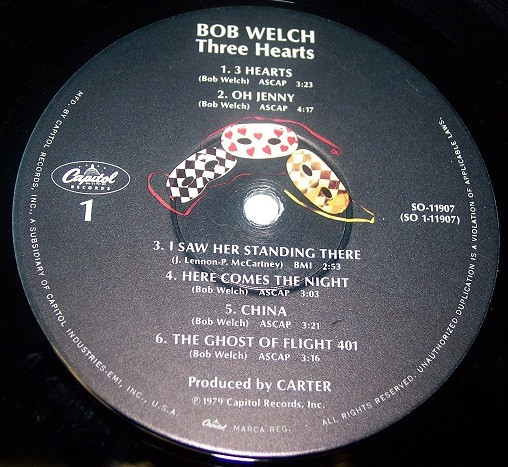 BOB WELCH
Three Hearts
1. 3 HEARTS
(Bob Welch) ASCAP 3:23
2. OH JENNY
(Bob Welch) ASCAP 4:17
Capitol
RECORDS
1
SO-11907
(SO 1-11907)
3. I SAW HER STANDING THERE
(J. Lennon-P. McCartney) BMI 2:53
4. HERE COMES THE NIGHT
(Bob Welch) ASCAP 3:03
5. CHINA
(Bob Welch) ASCAP 3:21
6. THE GHOST OF FLIGHT 401
(Bob Welch) ASCAP 3:16
Produced by CARTER
℗ 1979 Capitol Records, Inc.
MFD. BY CAPITOL RECORDS, INC., A SUBSIDIARY OF CAPITOL INDUSTRIES-EMI, INC., U.S.A.
Capitol MARCA REG.
ALL RIGHTS RESERVED. UNAUTHORIZED DUPLICATION IS A VIOLATION OF APPLICABLE LAWS.